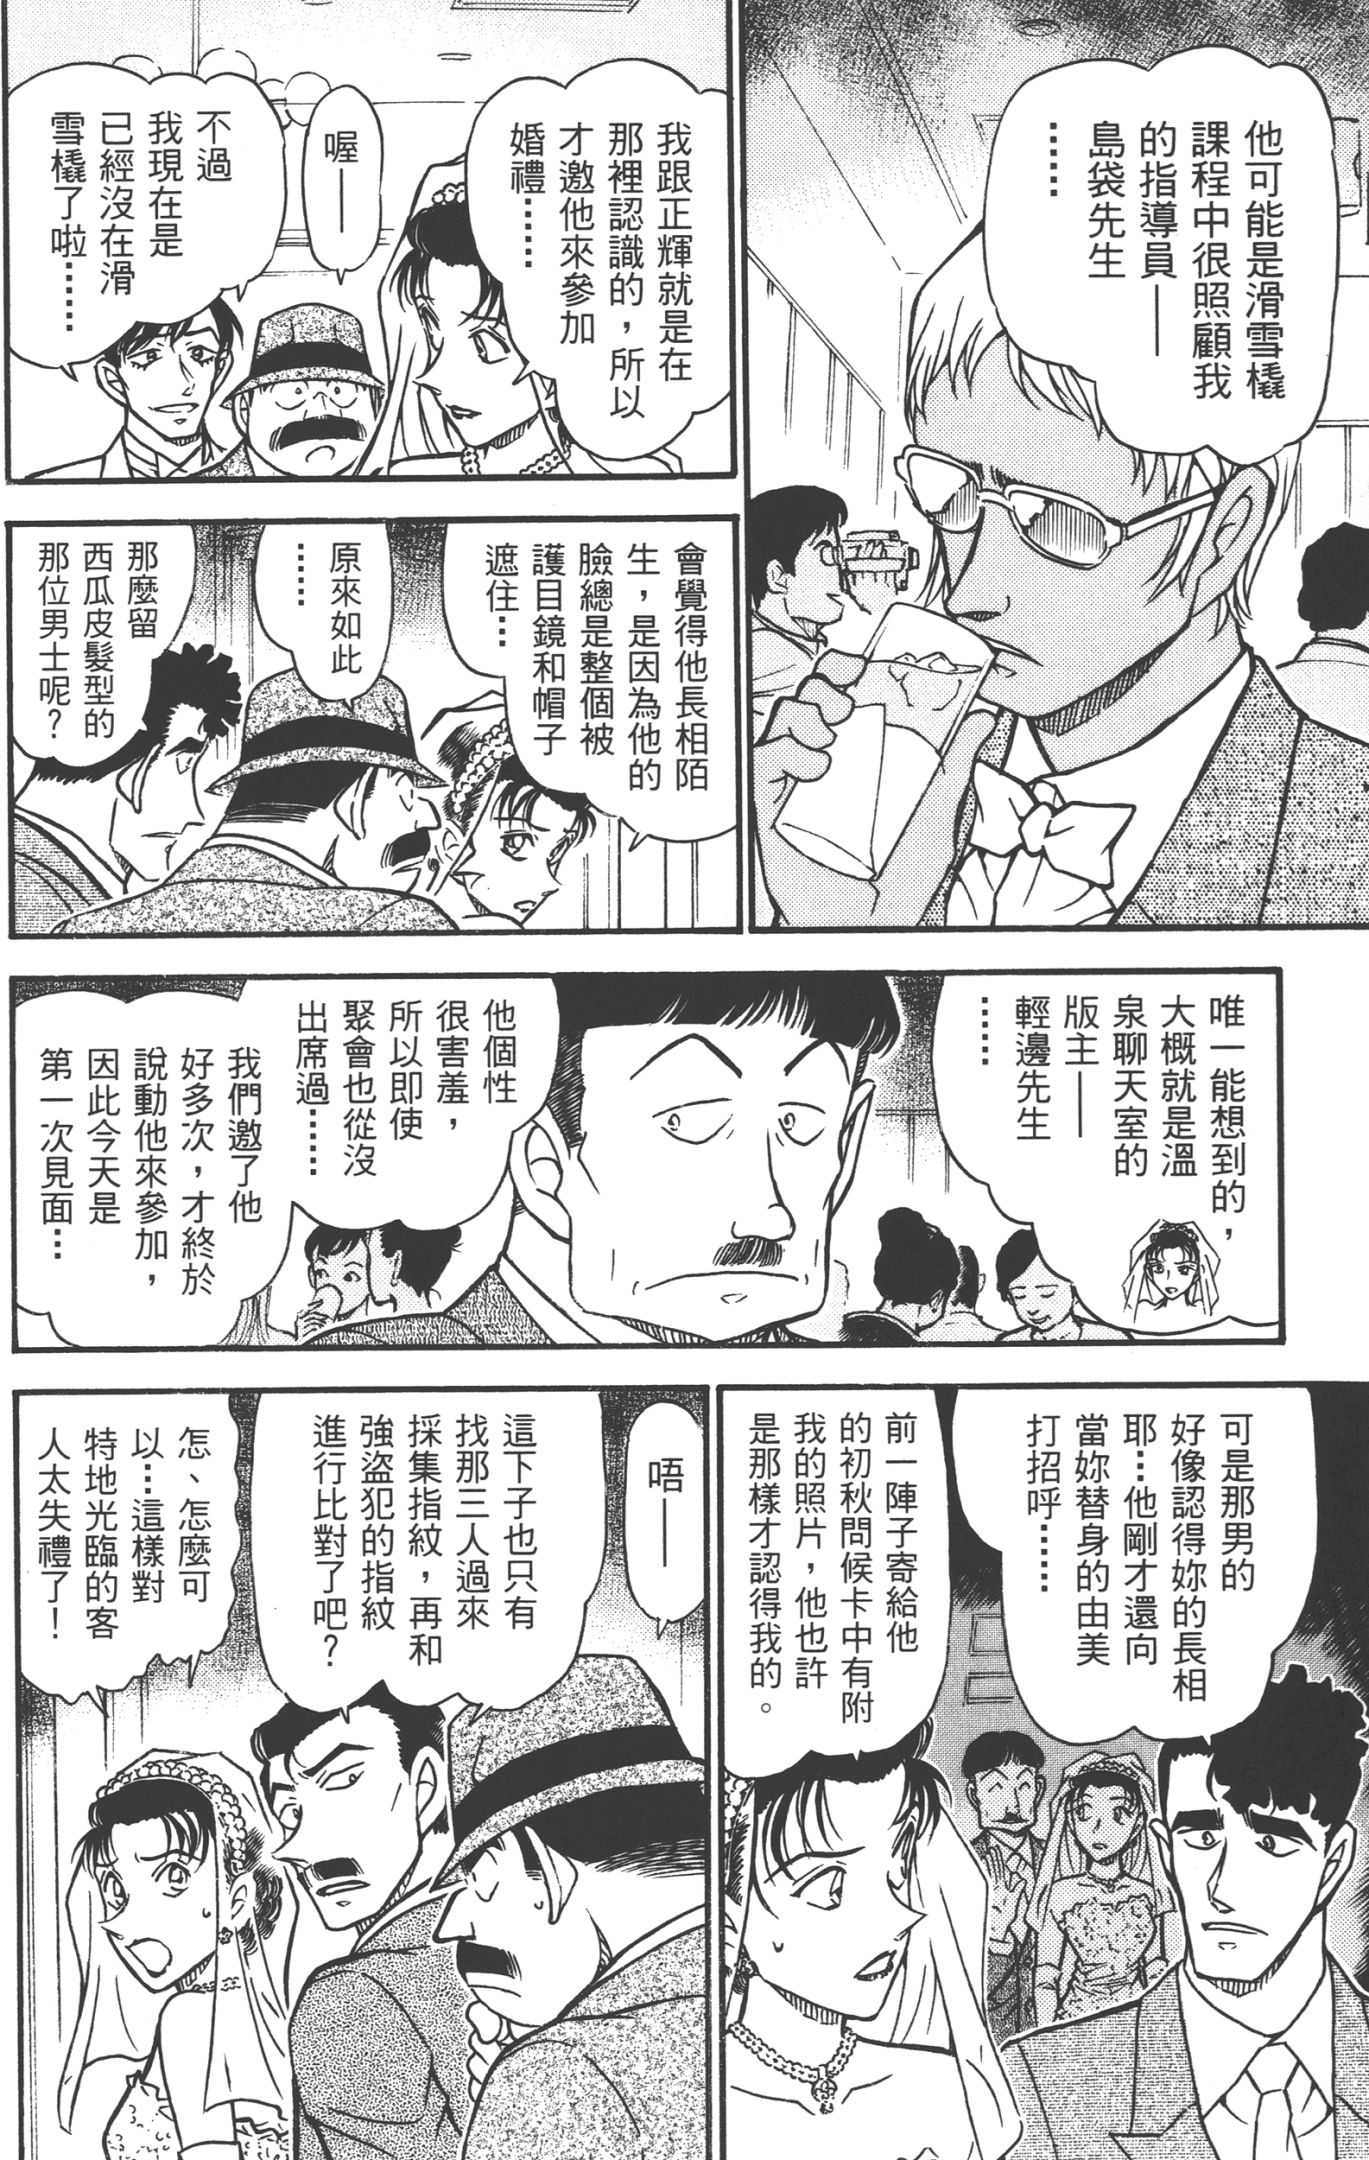 他可能是滑雪橇
課程中很照顧我
的指導員——
島袋先生
……
我跟正輝就是在
那裡認識的，所以
才邀他來參加
婚禮……
喔——
不過
我現在是
已經沒在滑
雪橇了啦……
會覺得他長相陌
生，是因為他的
臉總是整個被
護目鏡和帽子
遮住…
原來如此
……
那麼留
西瓜皮髮型的
那位男士呢？
唯一能想到的，
大概就是溫
泉聊天室的
版主——
輕邊先生
……
他個性
很害羞，
所以即使
聚會也從沒
出席過……
我們邀了他
好多次，才終於
說動他來參加，
因此今天是
第一次見面…
可是那男的
好像認得妳的長相
耶…他剛才還向
當妳替身的由美
打招呼……
前一陣子寄給他
的初秋問候卡中有附
我的照片，他也許
是那樣才認得我的。
唔——
這下子也只有
找那三人過來
採集指紋，再和
強盜犯的指紋
進行比對了吧？
怎、怎麼可
以…這樣對
特地光臨的客
人太失禮了！